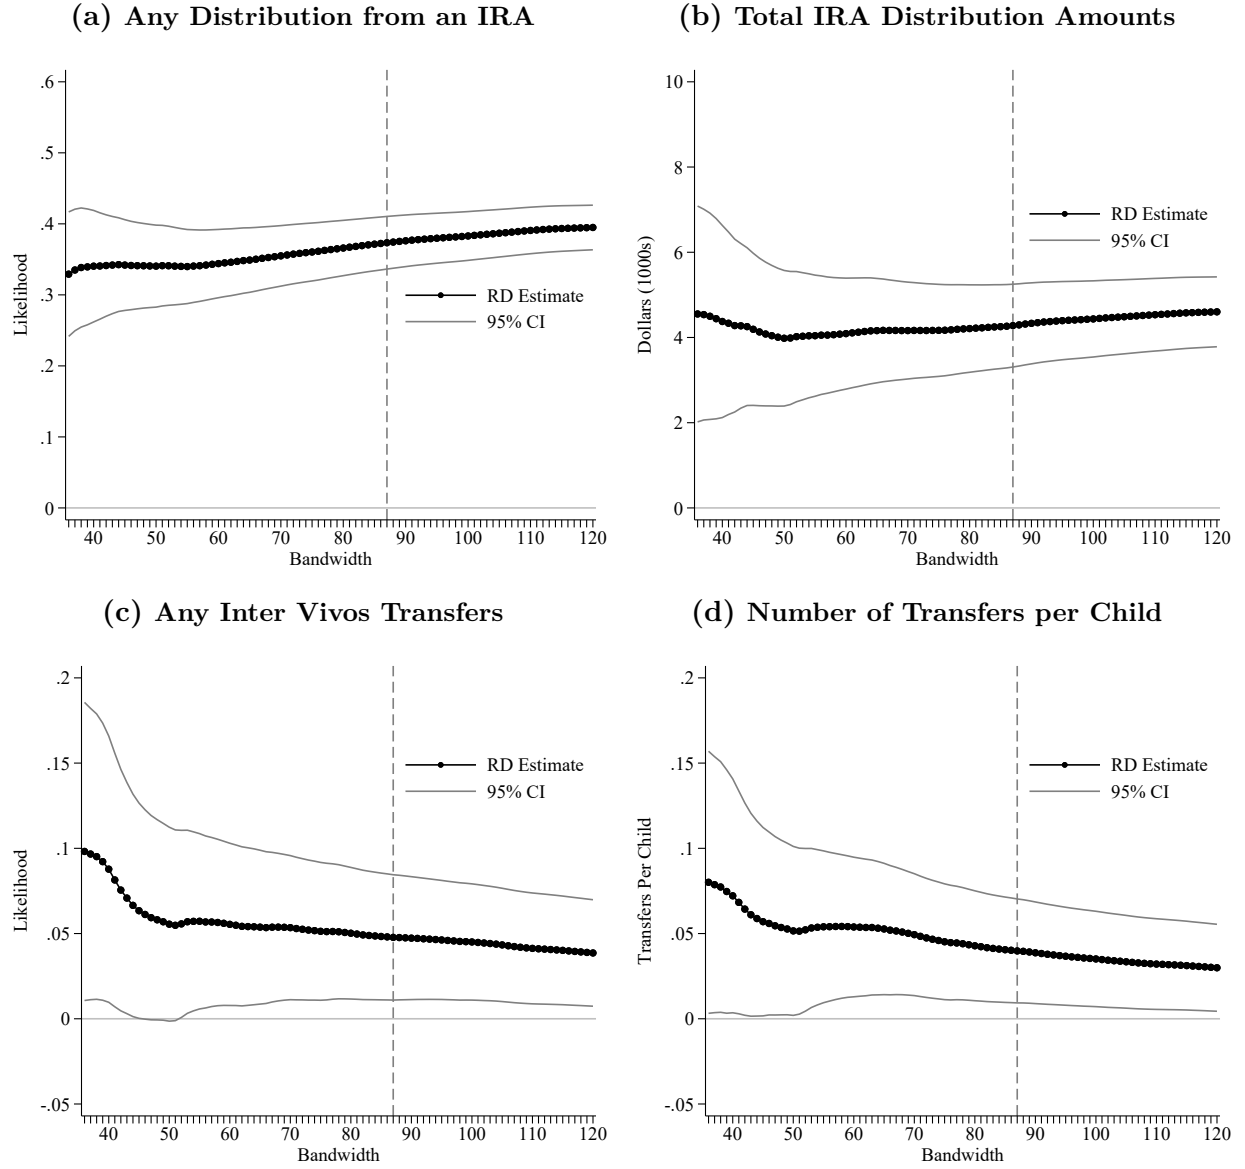 (a) Any Distribution from an IRA
.6
.5
.4
.3
.2
.1
0
Likelihood
RD Estimate
95% CI
40 50 60 70 80 90 100 110 120
Bandwidth
(b) Total IRA Distribution Amounts
10
8
6
4
2
0
Dollars (1000s)
RD Estimate
95% CI
40 50 60 70 80 90 100 110 120
Bandwidth
(c) Any Inter Vivos Transfers
.2
.15
.1
.05
0
-.05
Likelihood
RD Estimate
95% CI
40 50 60 70 80 90 100 110 120
Bandwidth
(d) Number of Transfers per Child
.2
.15
.1
.05
0
-.05
Transfers Per Child
RD Estimate
95% CI
40 50 60 70 80 90 100 110 120
Bandwidth